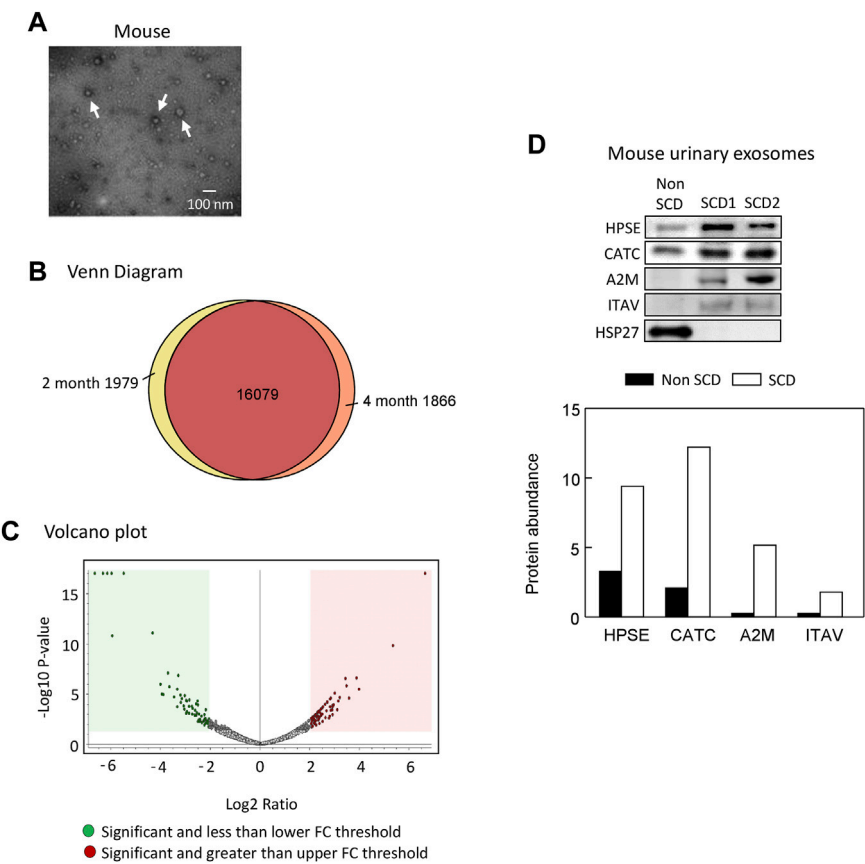 A
Mouse
100 nm
B Venn Diagram
2 month 1979
16079
4 month 1866
C Volcano plot
-Log10 P-value
15
10
5
0
-6 -4 -2 0 2 4 6
Log2 Ratio
Significant and less than lower FC threshold
Significant and greater than upper FC threshold
D
Mouse urinary exosomes
Non
SCD SCD1 SCD2
HPSE
CATC
A2M
ITAV
HSP27
Non SCD SCD
Protein abundance
15
10
5
0
HPSE CATC A2M ITAV